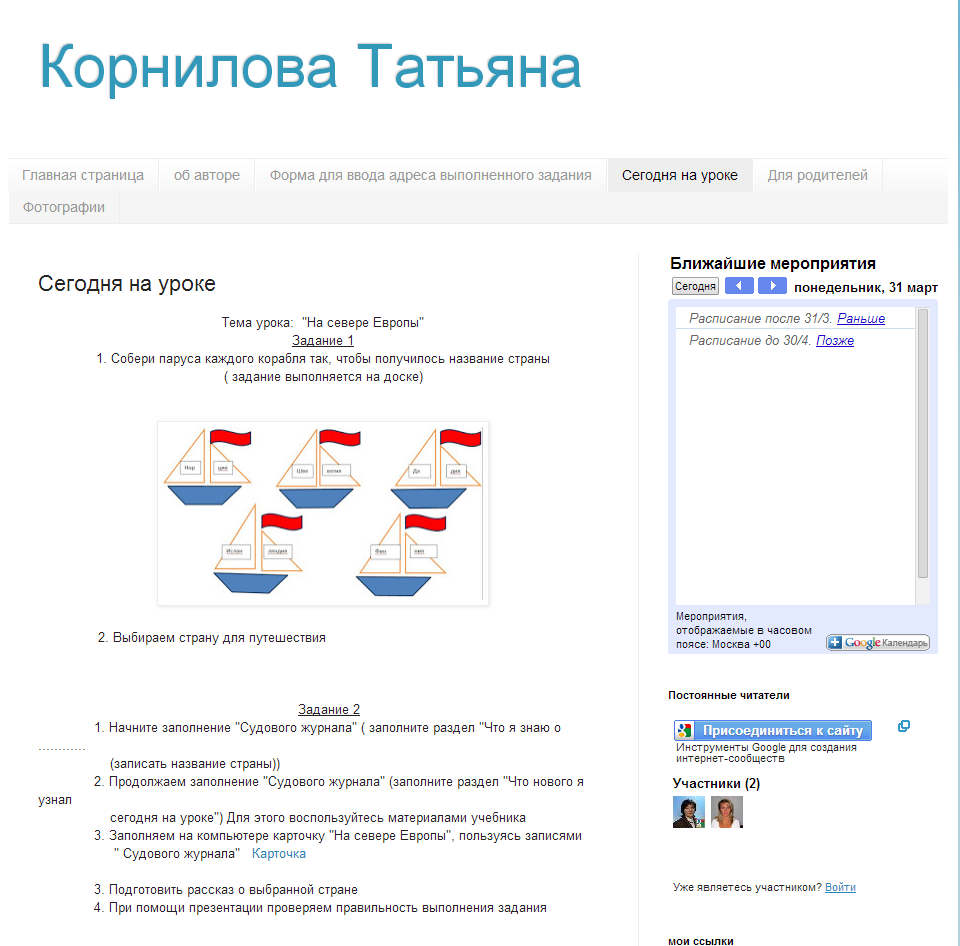 Корнилова Татьяна
Главная страница
об авторе
Форма для ввода адреса выполненного задания
Сегодня на уроке
Для родителей
Фотографии
Сегодня на уроке
Тема урока: "На севере Европы"
Задание 1
1. Собери паруса каждого корабля так, чтобы получилось название страны
( задание выполняется на доске)
Нор ция
Шве вегия
Да дия
Ислан ляндия
Фин ния
2. Выбираем страну для путешествия
Задание 2
1. Начните заполнение "Судового журнала" ( заполните раздел "Что я знаю о
............
(записать название страны))
2. Продолжаем заполнение "Судового журнала" (заполните раздел "Что нового я
узнал
сегодня на уроке") Для этого воспользуйтесь материалами учебника
3. Заполняем на компьютере карточку "На севере Европы", пользуясь записями
" Судового журнала" Карточка
3. Подготовить рассказ о выбранной стране
4. При помощи презентации проверяем правильность выполнения задания
Ближайшие мероприятия
Сегодня понедельник, 31 март
Расписание после 31/3. Раньше
Расписание до 30/4. Позже
Мероприятия,
отображаемые в часовом
поясе: Москва +00
Google Календарь
Постоянные читатели
Присоединиться к сайту
Инструменты Google для создания
интернет-сообществ
Участники (2)
Уже являетесь участником? Войти
мои ссылки